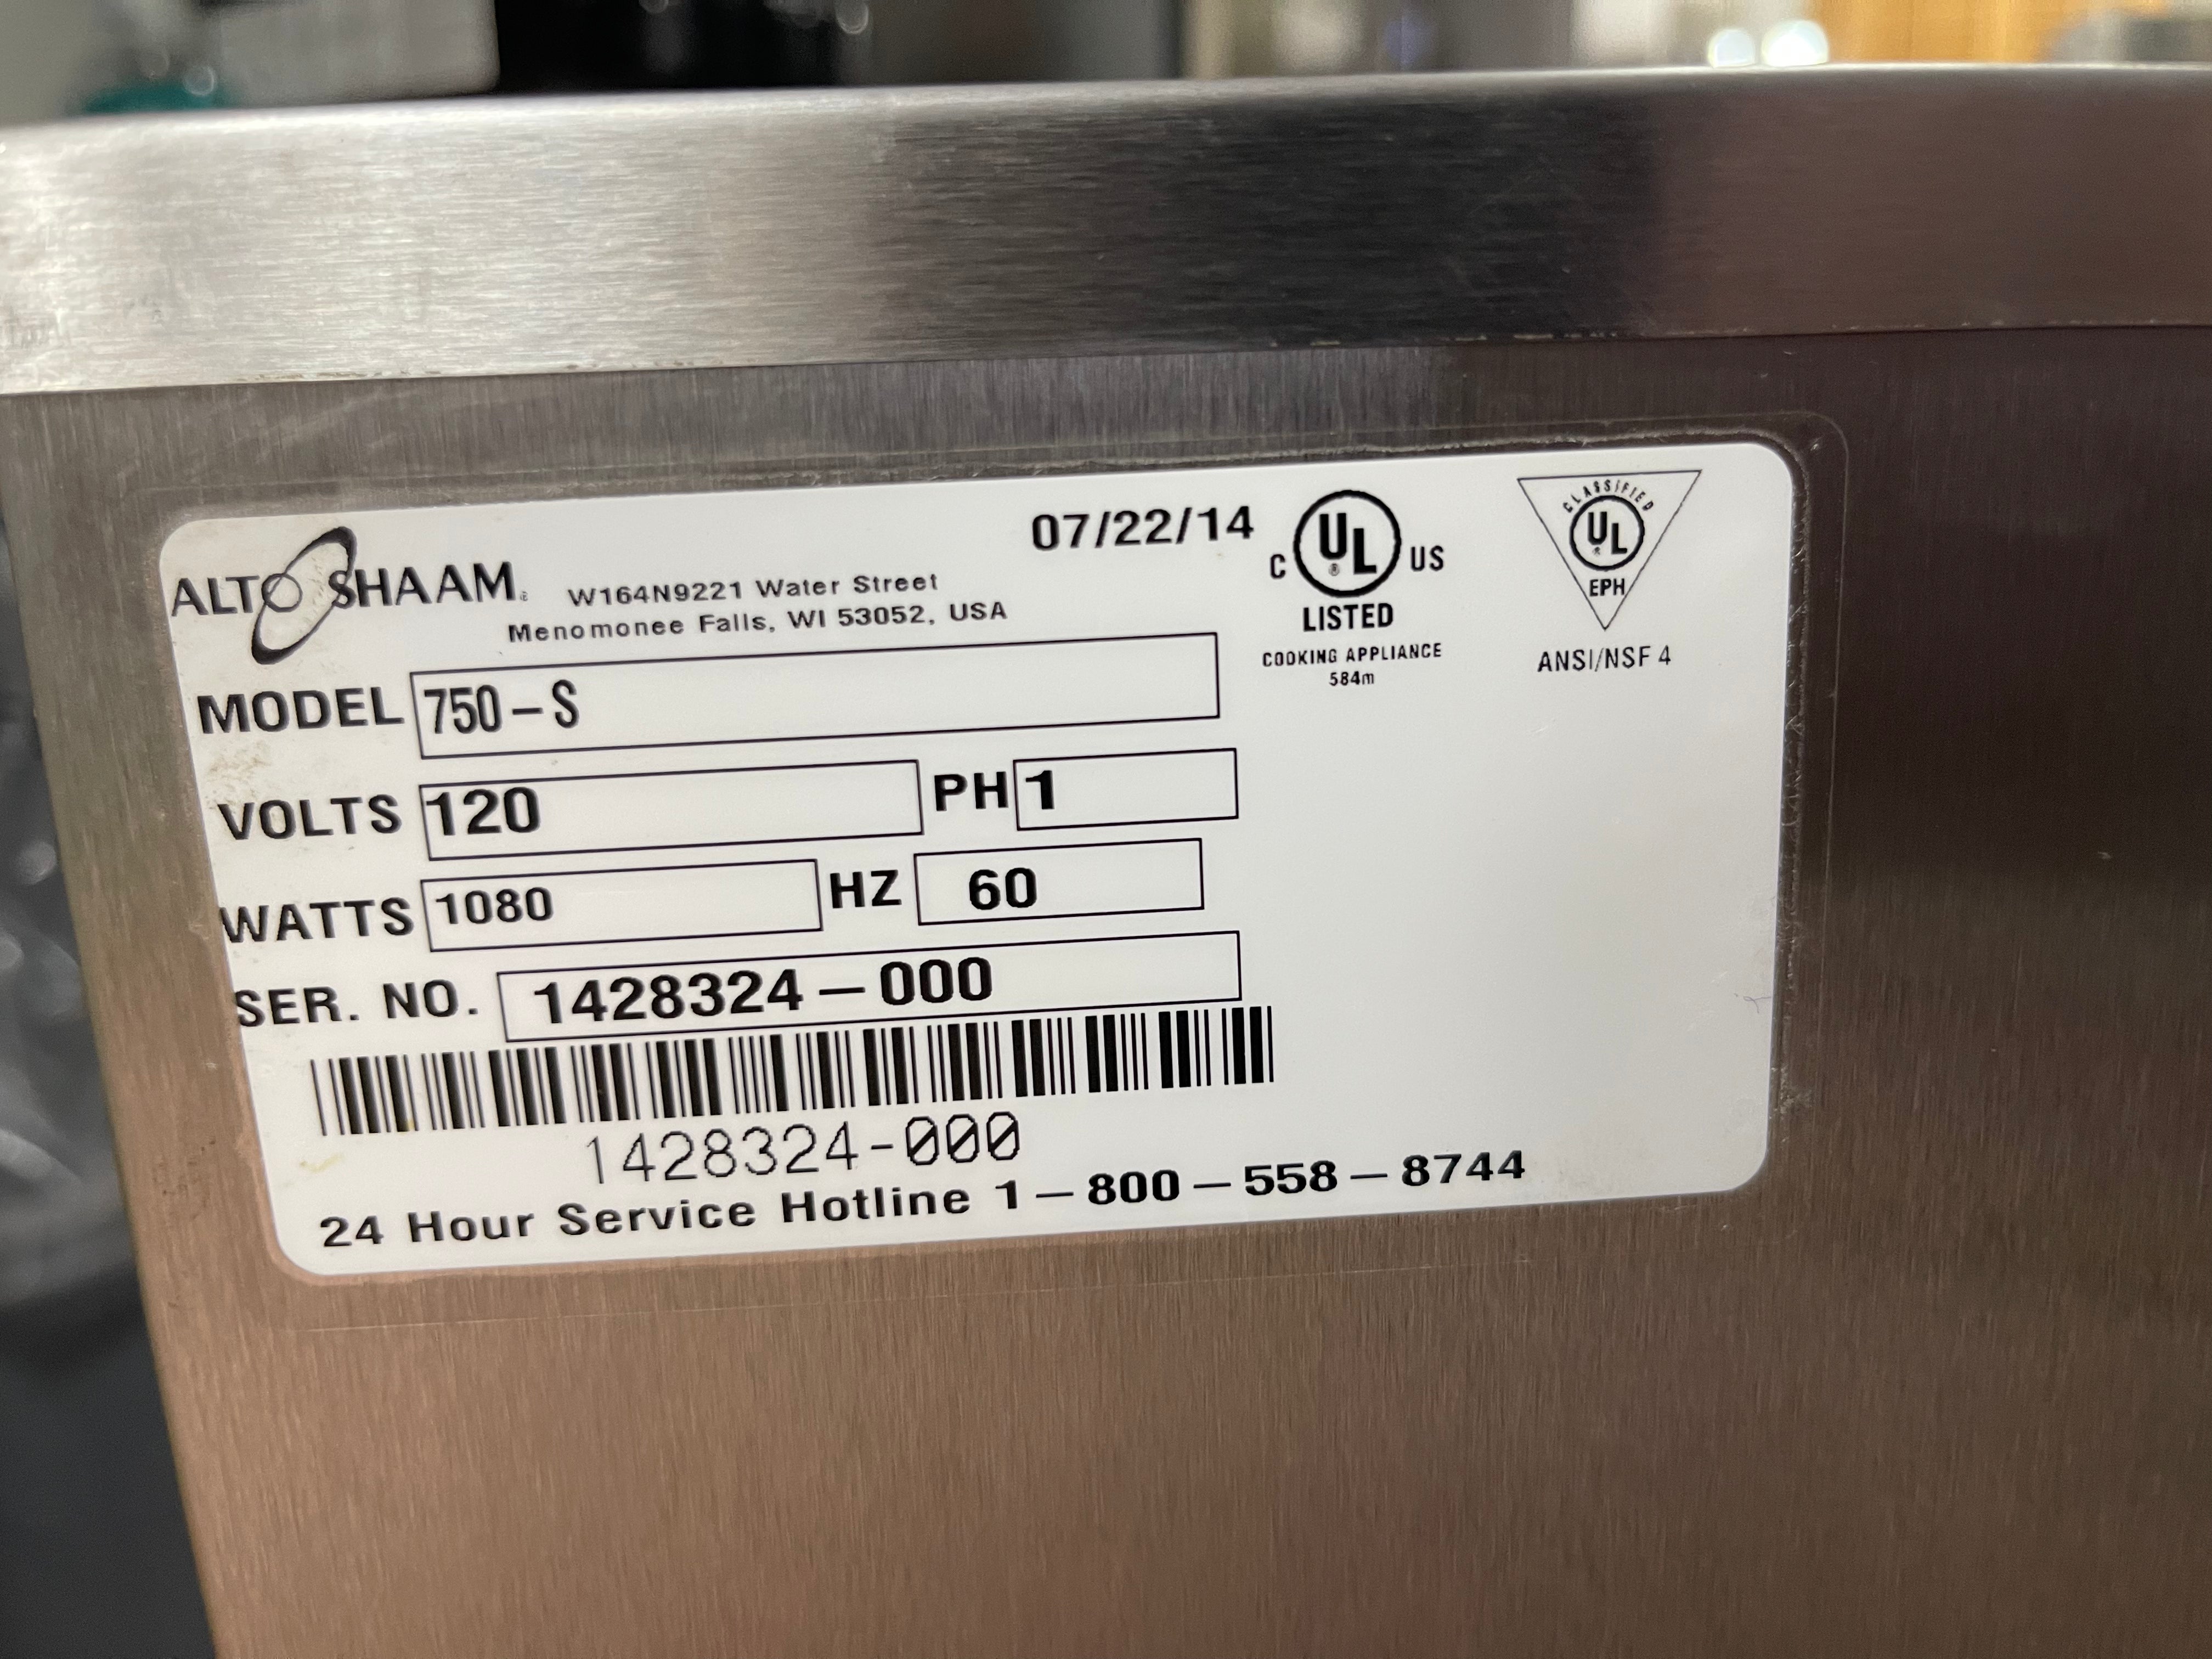 ALTO SHAAM®
W164N9221 Water Street
Menomonee Falls, WI 53052, USA
07/22/14
C UL® US
LISTED
COOKING APPLIANCE
584m
CLASSIFIED
UL®
EPH
ANSI/NSF 4
MODEL 750-S
VOLTS 120 PH 1
WATTS 1080 HZ 60
SER. NO. 1428324-000
1428324-000
24 Hour Service Hotline 1-800-558-8744